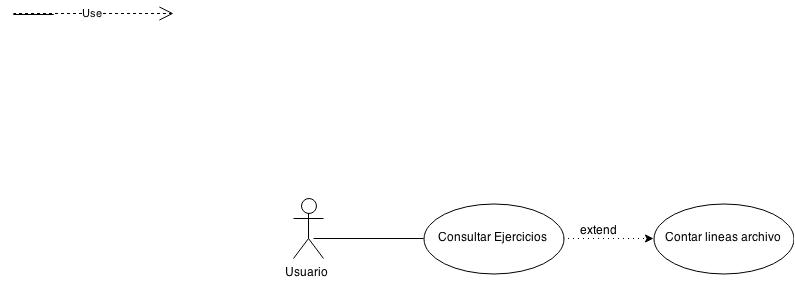 Use
extend
Consultar Ejercicios
Contar lineas archivo
Usuario